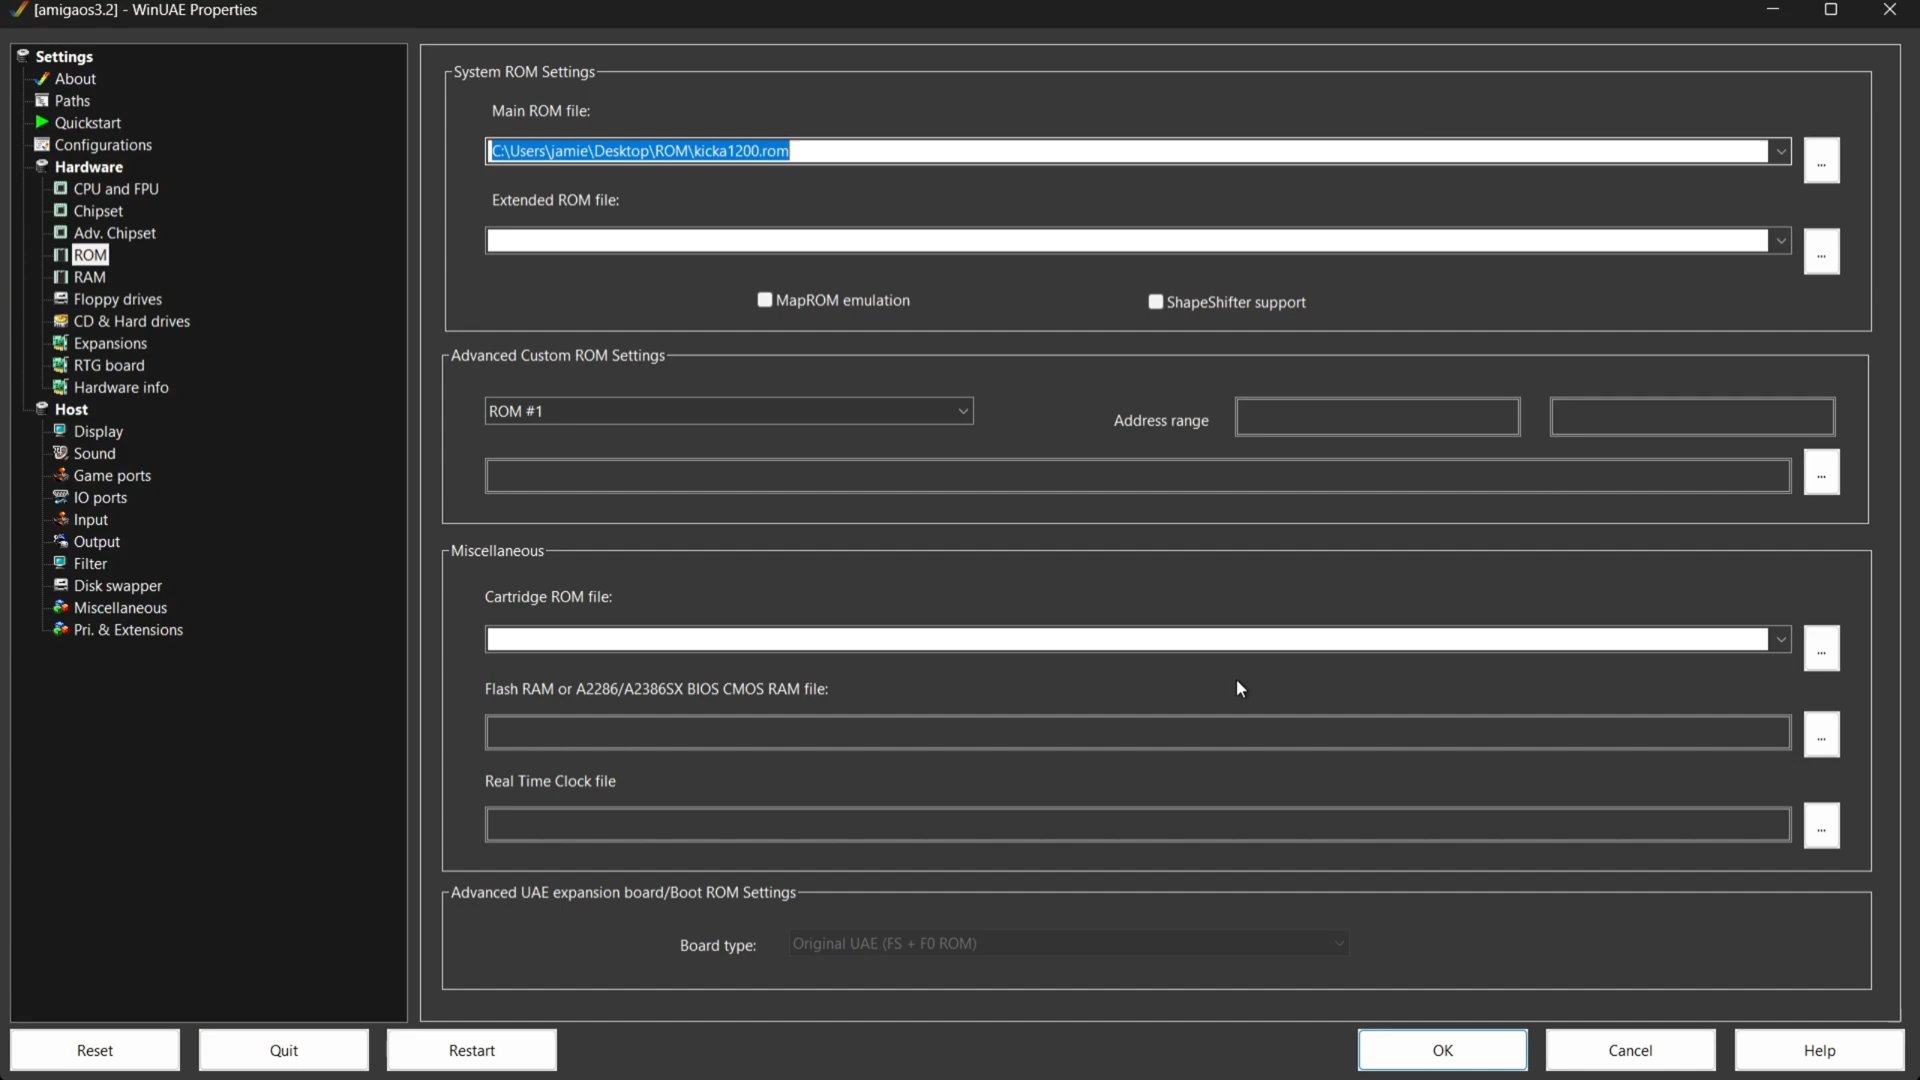 [amigaos3.2] - WinUAE Properties
Settings
About
Paths
Quickstart
Configurations
Hardware
CPU and FPU
Chipset
Adv. Chipset
ROM
RAM
Floppy drives
CD & Hard drives
Expansions
RTG board
Hardware info
Host
Display
Sound
Game ports
IO ports
Input
Output
Filter
Disk swapper
Miscellaneous
Pri. & Extensions
System ROM Settings
Main ROM file:
C:\Users\jamie\Desktop\ROM\kicka1200.rom
...
Extended ROM file:
...
MapROM emulation
ShapeShifter support
Advanced Custom ROM Settings
ROM #1
Address range
...
Miscellaneous
Cartridge ROM file:
...
Flash RAM or A2286/A2386SX BIOS CMOS RAM file:
...
Real Time Clock file
...
Advanced UAE expansion board/Boot ROM Settings
Board type:
Original UAE (FS + F0 ROM)
Reset
Quit
Restart
OK
Cancel
Help